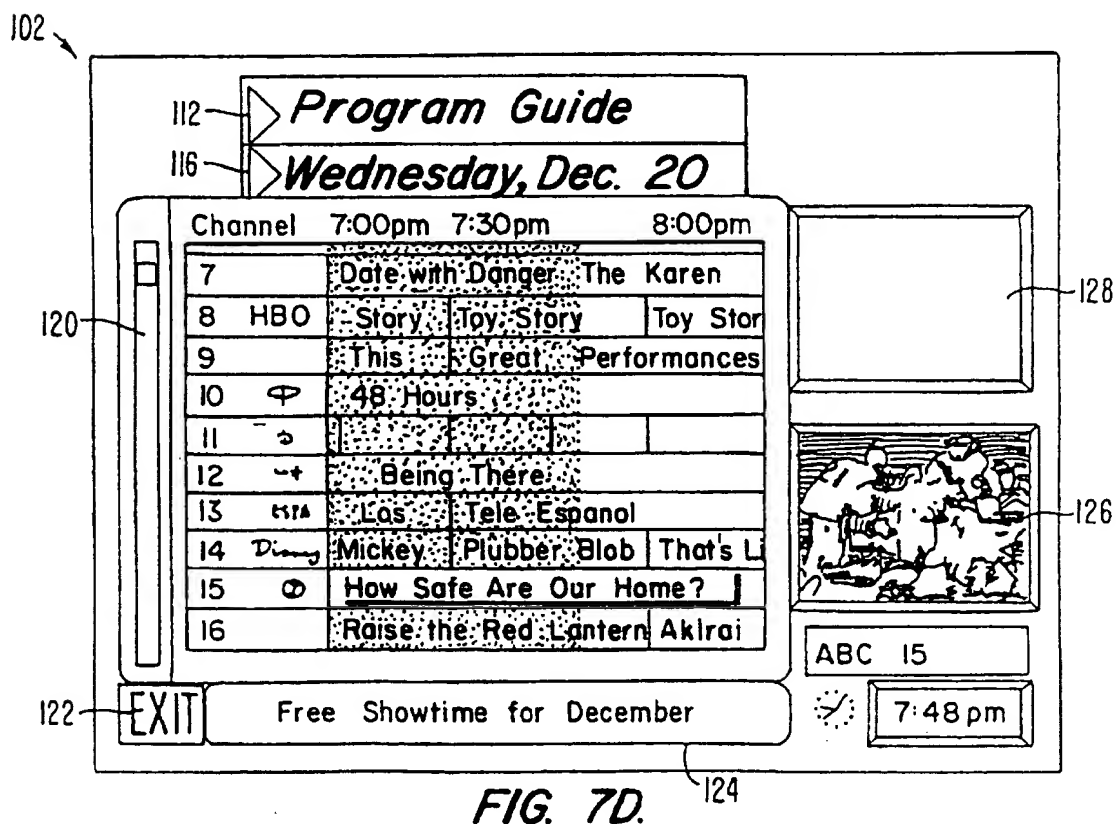 102
112 Program Guide
116 Wednesday, Dec. 20
Channel 7:00pm 7:30pm 8:00pm
7 Date with Danger The Karen
8 HBO Story Toy Story Toy Stor
9 This Great Performances
10 48 Hours
11
12 Being There
13 Las Tele Espanol
14 Disney Mickey Plubber Blob That's Li
15 How Safe Are Our Home?
16 Raise the Red Lantern Akirai
120
128
126
ABC 15
122 EXIT Free Showtime for December 7:48pm
124
FIG. 7D.